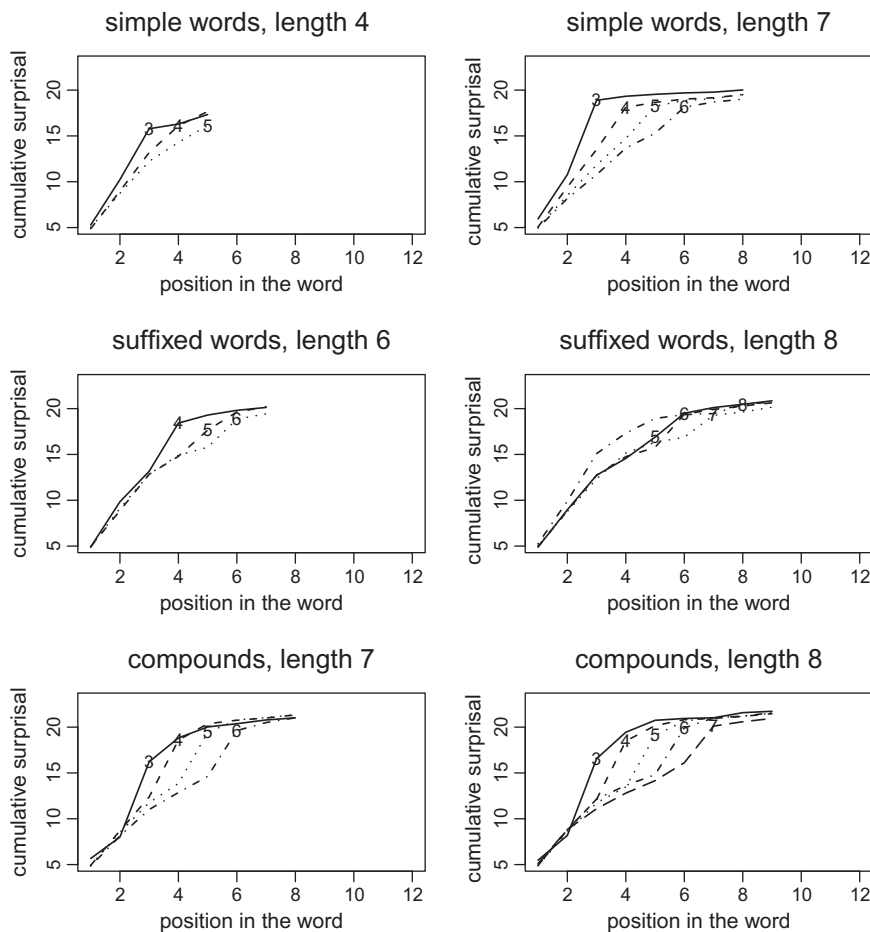 simple words, length 4
cumulative surprisal
5 10 15 20
3 4 5
2 4 6 8 10 12
position in the word
simple words, length 7
cumulative surprisal
5 10 15 20
3 4 5 6
2 4 6 8 10 12
position in the word
suffixed words, length 6
cumulative surprisal
5 10 15 20
4 5 6
2 4 6 8 10 12
position in the word
suffixed words, length 8
cumulative surprisal
5 10 15 20
5 6 7 8
2 4 6 8 10 12
position in the word
compounds, length 7
cumulative surprisal
5 10 15 20
3 4 5 6
2 4 6 8 10 12
position in the word
compounds, length 8
cumulative surprisal
5 10 15 20
3 4 5 6 7
2 4 6 8 10 12
position in the word